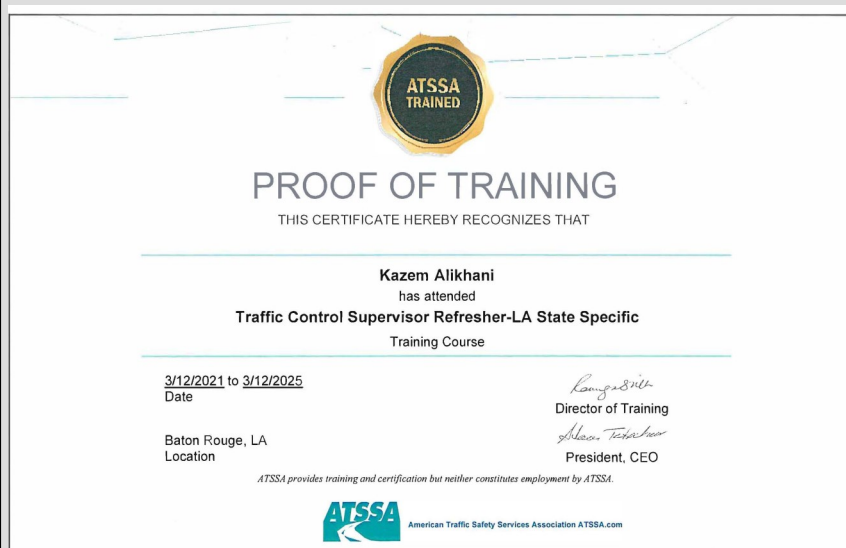 ATSSA
TRAINED
PROOF OF TRAINING
THIS CERTIFICATE HEREBY RECOGNIZES THAT
Kazem Alikhani
has attended
Traffic Control Supervisor Refresher-LA State Specific
Training Course
3/12/2021 to 3/12/2025
Date
Director of Training
Baton Rouge, LA
Location
President, CEO
ATSSA provides training and certification but neither constitutes employment by ATSSA.
ATSSA
American Traffic Safety Services Association ATSSA.com